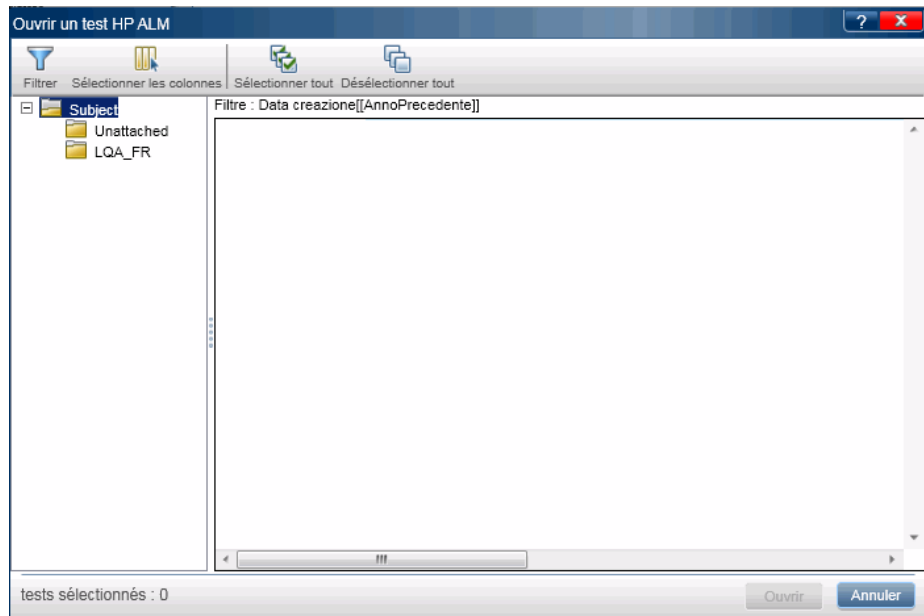 Ouvrir un test HP ALM
?
X
Filtrer Sélectionner les colonnes Sélectionner tout Désélectionner tout
Subject
Unattached
LQA_FR
Filtre : Data creazione[[AnnoPrecedente]]
tests sélectionnés : 0
Ouvrir
Annuler